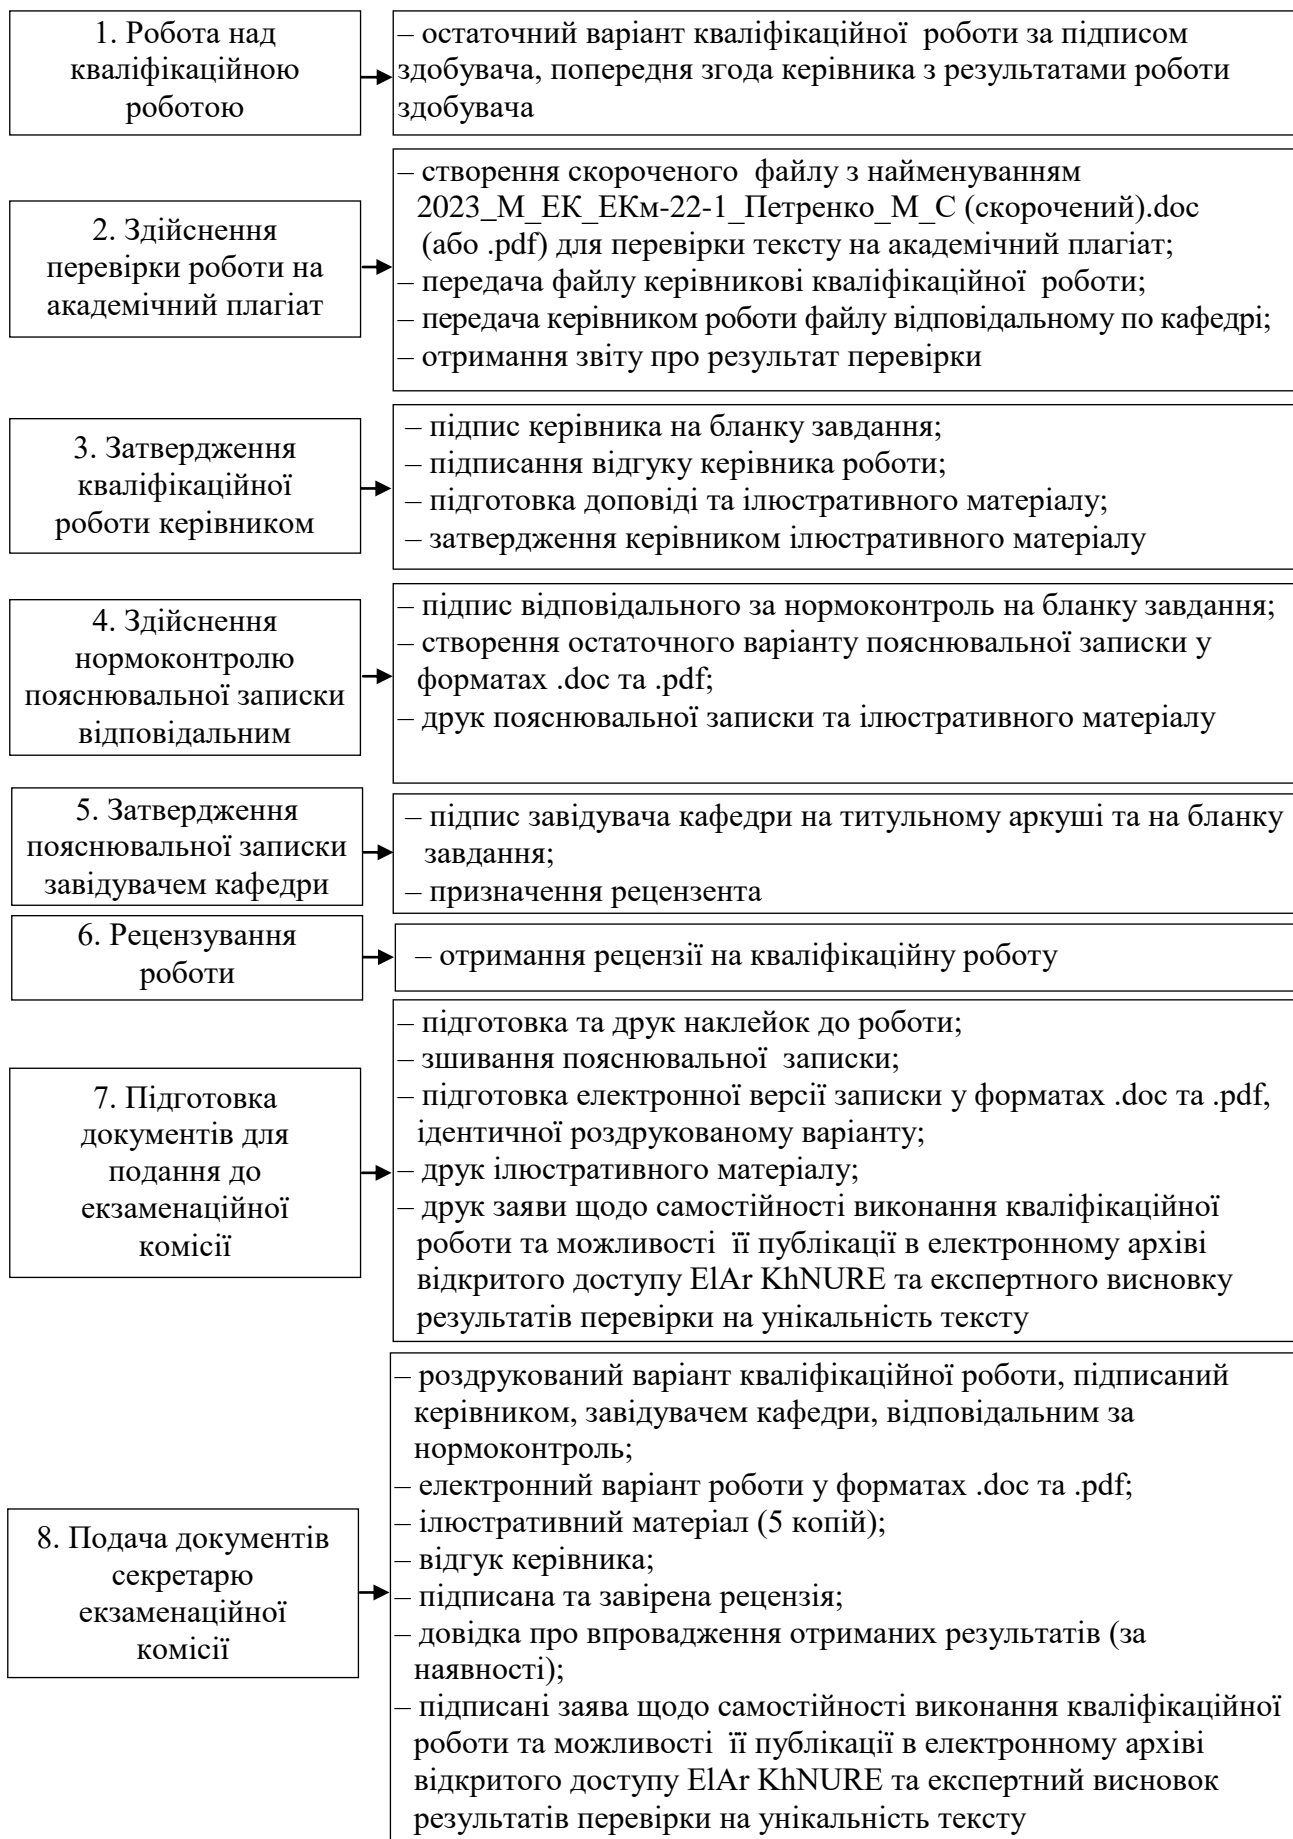 1. Робота над
кваліфікаційною
роботою
– остаточний варіант кваліфікаційної роботи за підписом
здобувача, попередня згода керівника з результатами роботи
здобувача
2. Здійснення
перевірки роботи на
академічний плагіат
– створення скороченого файлу з найменуванням
2023_М_ЕК_ЕКм-22-1_Петренко_М_С (скорочений).doc
(або .pdf) для перевірки тексту на академічний плагіат;
– передача файлу керівникові кваліфікаційної роботи;
– передача керівником роботи файлу відповідальному по кафедрі;
– отримання звіту про результат перевірки
3. Затвердження
кваліфікаційної
роботи керівником
– підпис керівника на бланку завдання;
– підписання відгуку керівника роботи;
– підготовка доповіді та ілюстративного матеріалу;
– затвердження керівником ілюстративного матеріалу
4. Здійснення
нормоконтролю
пояснювальної записки
відповідальним
– підпис відповідального за нормоконтроль на бланку завдання;
– створення остаточного варіанту пояснювальної записки у
форматах .doc та .pdf;
– друк пояснювальної записки та ілюстративного матеріалу
5. Затвердження
пояснювальної записки
завідувачем кафедри
– підпис завідувача кафедри на титульному аркуші та на бланку
завдання;
– призначення рецензента
6. Рецензування
роботи
– отримання рецензії на кваліфікаційну роботу
7. Підготовка
документів для
подання до
екзаменаційної
комісії
– підготовка та друк наклейок до роботи;
– зшивання пояснювальної записки;
– підготовка електронної версії записки у форматах .doc та .pdf,
ідентичної роздрукованому варіанту;
– друк ілюстративного матеріалу;
– друк заяви щодо самостійності виконання кваліфікаційної
роботи та можливості її публікації в електронному архіві
відкритого доступу ElAr KhNURE та експертного висновку
результатів перевірки на унікальність тексту
8. Подача документів
секретарю
екзаменаційної
комісії
– роздрукований варіант кваліфікаційної роботи, підписаний
керівником, завідувачем кафедри, відповідальним за
нормоконтроль;
– електронний варіант роботи у форматах .doc та .pdf;
– ілюстративний матеріал (5 копій);
– відгук керівника;
– підписана та завірена рецензія;
– довідка про впровадження отриманих результатів (за
наявності);
– підписані заява щодо самостійності виконання кваліфікаційної
роботи та можливості її публікації в електронному архіві
відкритого доступу ElAr KhNURE та експертний висновок
результатів перевірки на унікальність тексту